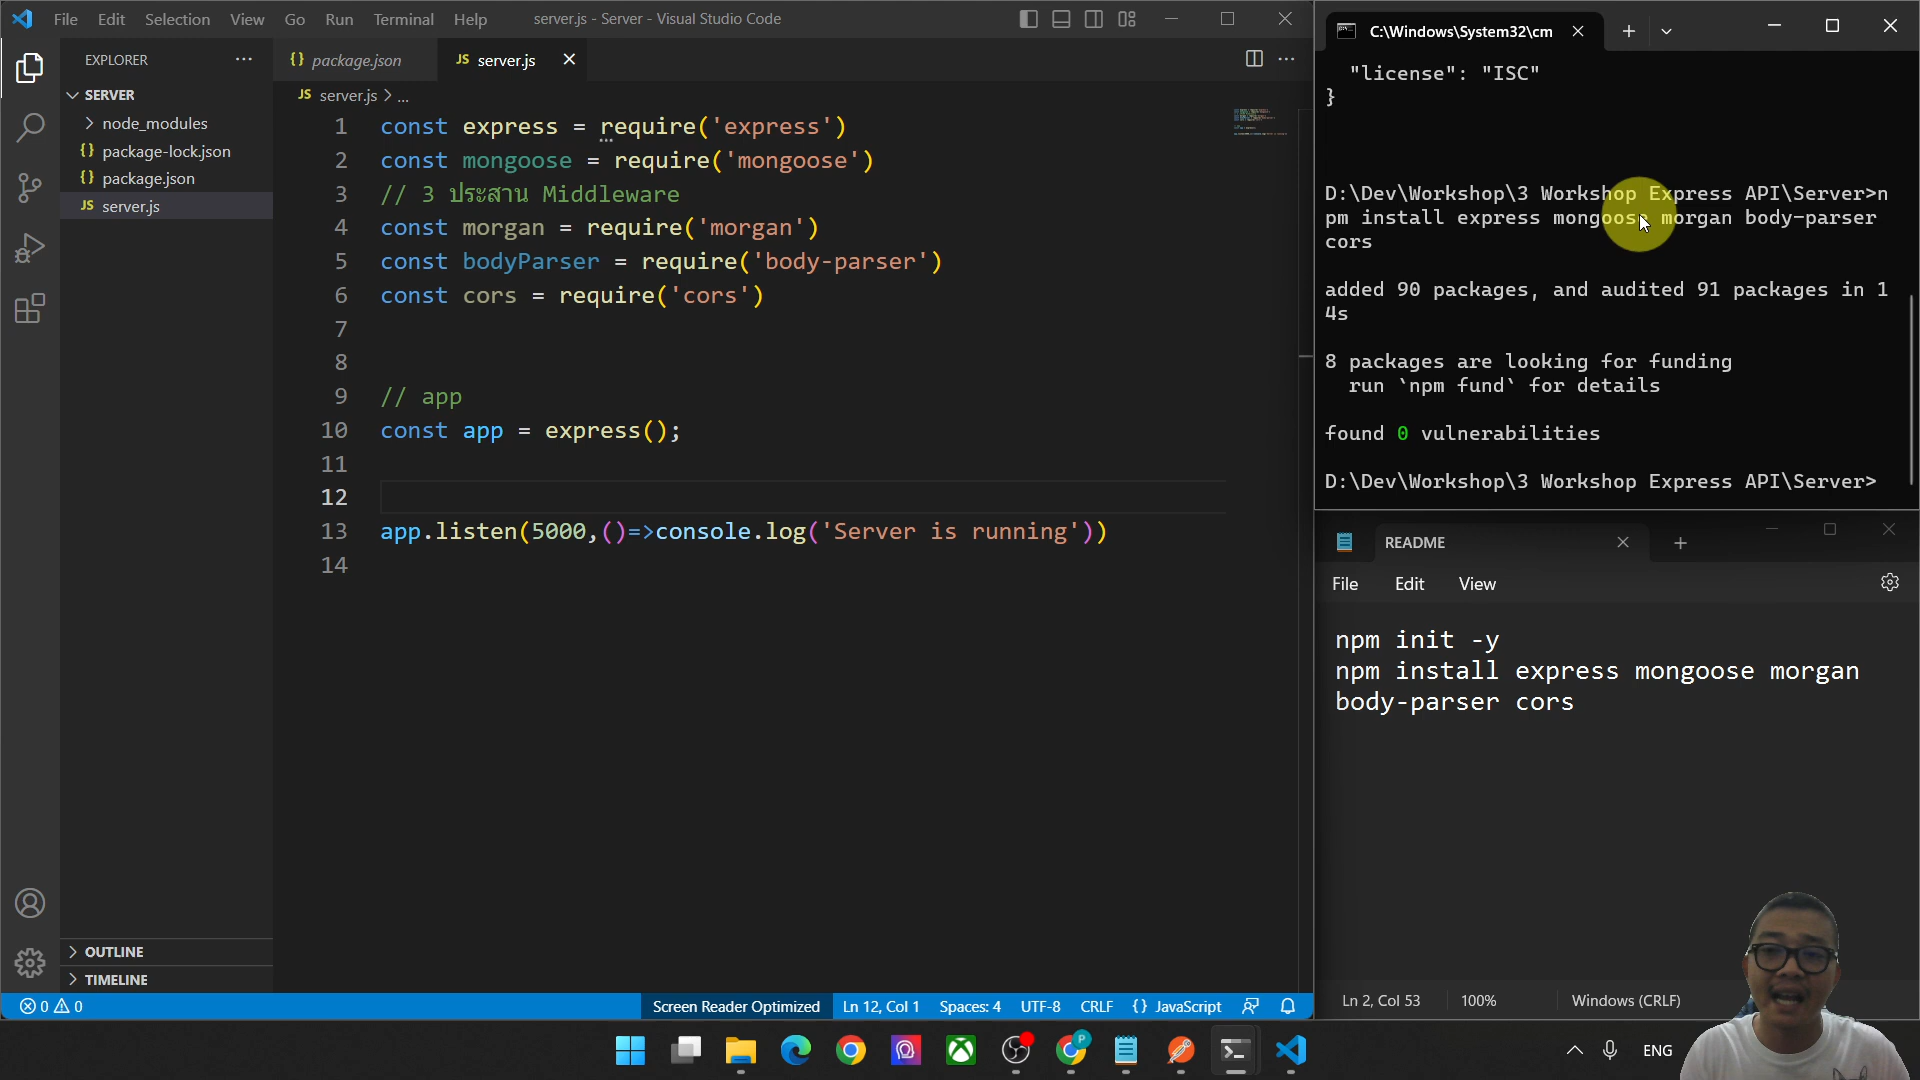 File Edit Selection View Go Run Terminal Help
server.js - Server - Visual Studio Code
EXPLORER
SERVER
node_modules
package-lock.json
package.json
server.js
OUTLINE
TIMELINE
package.json
JS server.js
JS server.js > ...
1 const express = require('express')
2 const mongoose = require('mongoose')
3 // 3 ประสาน Middleware
4 const morgan = require('morgan')
5 const bodyParser = require('body-parser')
6 const cors = require('cors')
7
8
9 // app
10 const app = express();
11
12
13 app.listen(5000,()=>console.log('Server is running'))
14
0 0
Screen Reader Optimized
Ln 12, Col 1
Spaces: 4
UTF-8
CRLF
{} JavaScript
C:\Windows\System32\cm
"license": "ISC"
}
D:\Dev\Workshop\3 Workshop Express API\Server>n
pm install express mongoose morgan body-parser
cors
added 90 packages, and audited 91 packages in 1
4s
8 packages are looking for funding
run `npm fund` for details
found 0 vulnerabilities
D:\Dev\Workshop\3 Workshop Express API\Server>
README
File Edit View
npm init -y
npm install express mongoose morgan
body-parser cors
Ln 2, Col 53
100%
Windows (CRLF)
P
ENG